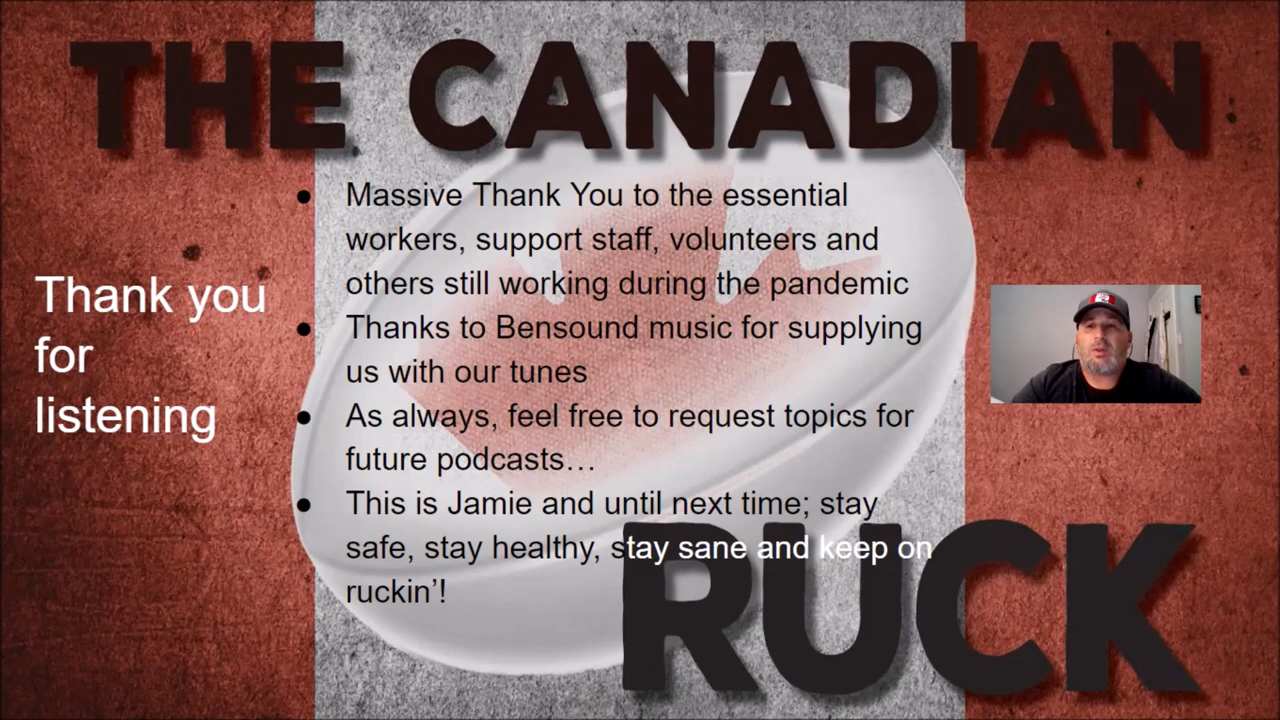 THE CANADIAN
Thank you
for
listening
● Massive Thank You to the essential
workers, support staff, volunteers and
others still working during the pandemic
● Thanks to Bensound music for supplying
us with our tunes
● As always, feel free to request topics for
future podcasts…
● This is Jamie and until next time; stay
safe, stay healthy, stay sane and keep on
ruckin’!
RUCK